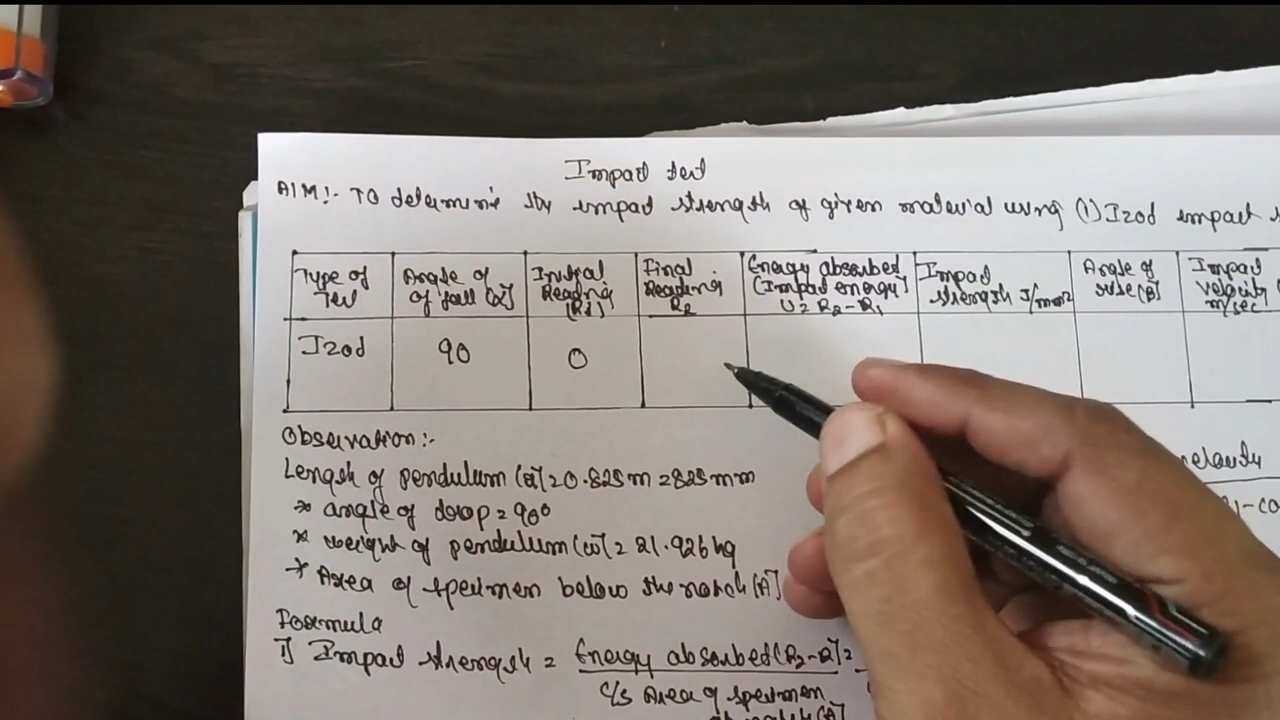 Impact test
AIM:- TO determine the impact strength of given material using (1) Izod impact
Type of Test
Angle of of fall (α)
Initial Reading (R1)
Final Reading R2
Energy absorbed (Impact energy) U = R2 - R1
Impact strength J/mm2
Angle of rise (β)
Impact velocity m/sec
Izod
90
0
Observation:-
Length of pendulum = 0.825m = 825mm
* angle of drop = 90°
* weight of pendulum (w) = 21.926 kg
* Area of specimen below the notch (A)
Formula
1) Impact strength = Energy absorbed (R2-R1) =
c/s Area of specimen